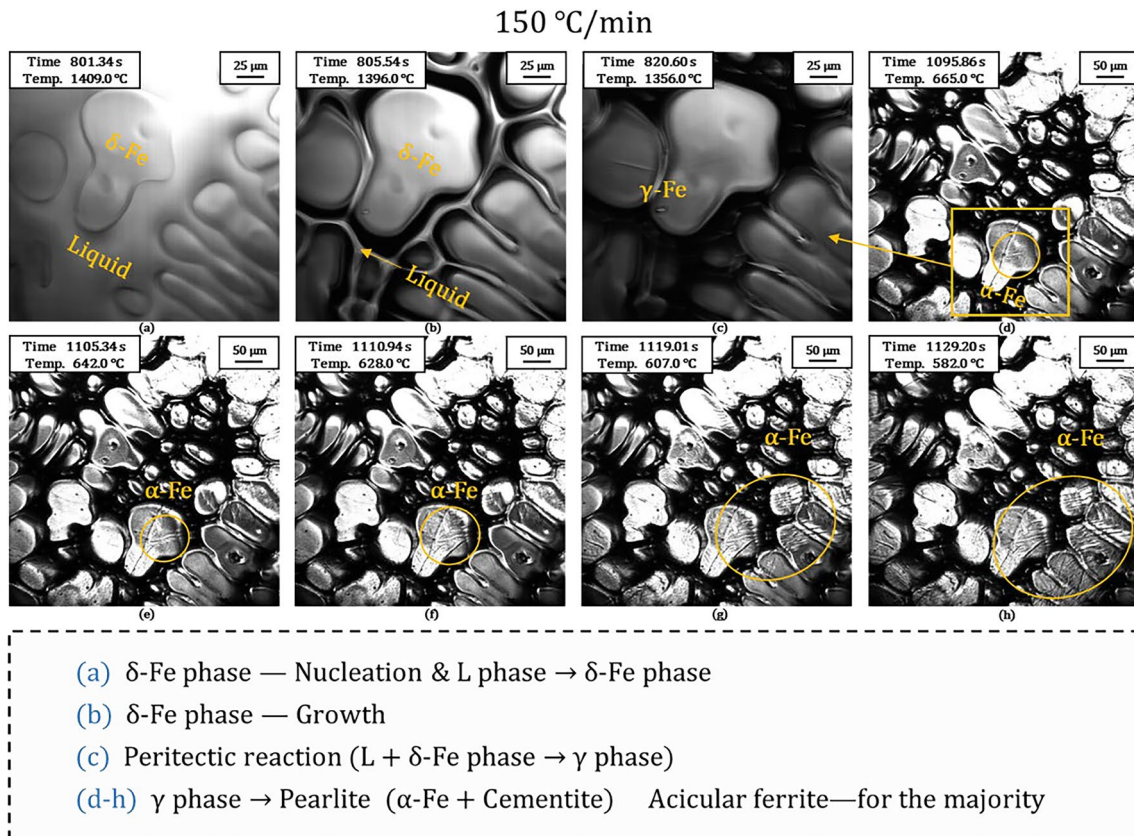 150 °C/min
Time 801.34 s
Temp. 1409.0 °C
25 μm
δ-Fe
Liquid
(a)
Time 805.54 s
Temp. 1396.0 °C
25 μm
δ-Fe
Liquid
(b)
Time 820.60 s
Temp. 1356.0 °C
25 μm
γ-Fe
(c)
Time 1095.86 s
Temp. 665.0 °C
50 μm
α-Fe
(d)
Time 1105.34 s
Temp. 642.0 °C
50 μm
α-Fe
(e)
Time 1110.94 s
Temp. 628.0 °C
50 μm
α-Fe
(f)
Time 1119.01 s
Temp. 607.0 °C
50 μm
α-Fe
(g)
Time 1129.20 s
Temp. 582.0 °C
50 μm
α-Fe
(h)
(a) δ-Fe phase — Nucleation & L phase → δ-Fe phase
(b) δ-Fe phase — Growth
(c) Peritectic reaction (L + δ-Fe phase → γ phase)
(d-h) γ phase → Pearlite (α-Fe + Cementite) Acicular ferrite—for the majority